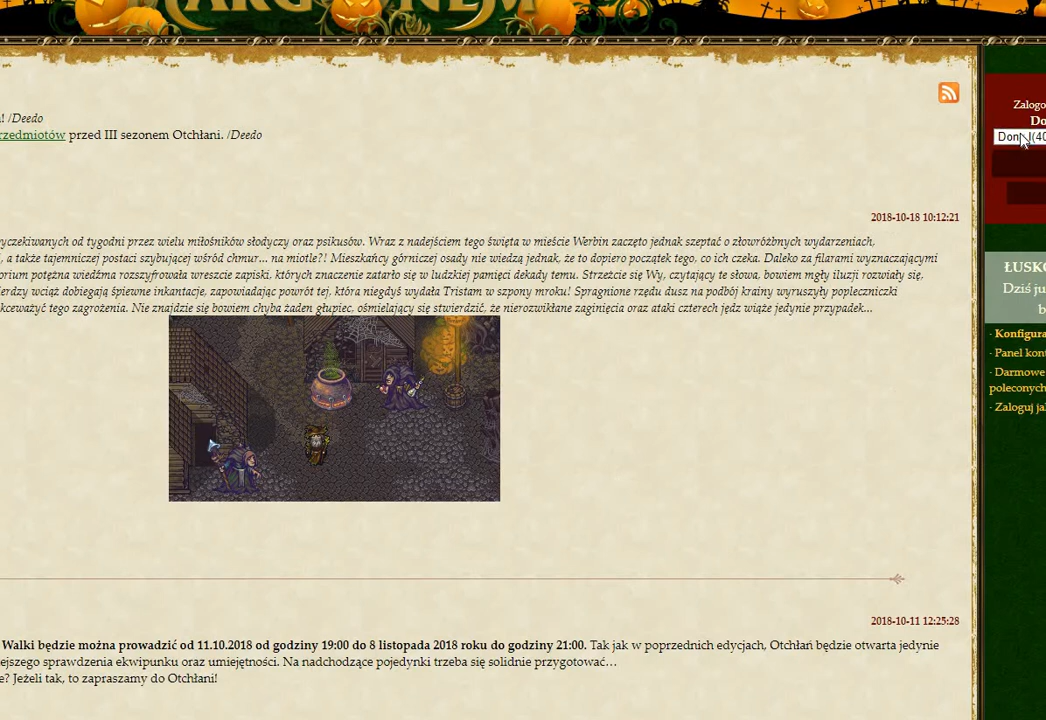 MARGONEM
! /Deedo
rzedmiotów przed III sezonem Otchłani. /Deedo
2018-10-18 10:12:21
yczekiwanych od tygodni przez wielu miłośników słodyczy oraz psikusów. Wraz z nadejściem tego święta w mieście Werbin zaczęto jednak szeptać o złowróżbnych wydarzeniach,
, a także tajemniczej postaci szybującej wśród chmur... na miotle?! Mieszkańcy górniczej osady nie wiedzą jednak, że to dopiero początek tego, co ich czeka. Daleko za filarami wyznaczającymi
orium potężna wiedźma rozszyfrowała wreszcie zapiski, których znaczenie zatarło się w ludzkiej pamięci dekady temu. Strzeżcie się Wy, czytający te słowa, bowiem mgły iluzji rozwiały się,
ierdzy wciąż dobiegają śpiewne inkantacje, zapowiadając powrót tej, która niegdyś wydała Tristam w szpony mroku! Spragnione rzędu dusz na podbój krainy wyruszyły popleczniczki
kceważyć tego zagrożenia. Nie znajdzie się bowiem chyba żaden głupiec, ośmielający się stwierdzić, że nierozwikłane zaginięcia oraz ataki czterech jędz wiąże jedynie przypadek...
2018-10-11 12:25:28
Walki będzie można prowadzić od 11.10.2018 od godziny 19:00 do 8 listopada 2018 roku do godziny 21:00. Tak jak w poprzednich edycjach, Otchłań będzie otwarta jedynie
ejszego sprawdzenia ekwipunku oraz umiejętności. Na nadchodzące pojedynki trzeba się solidnie przygotować…
e? Jeżeli tak, to zapraszamy do Otchłani!
Zalogo
Do
(40
ŁUSKO
Dziś ju
b
· Konfigura
· Panel kont
· Darmowe
poleconych
· Zaloguj ja